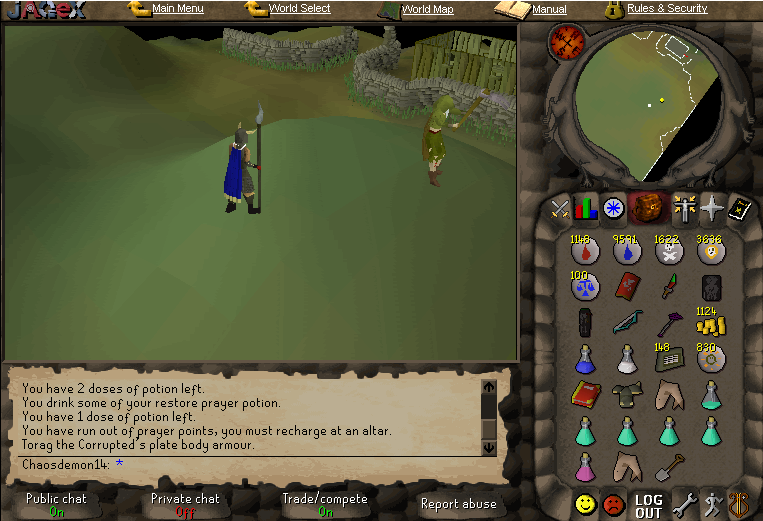 JAGeX Main Menu World Select World Map Manual Rules & Security
1148 9591 1622 3636
100
1124
148 830
You have 2 doses of potion left.
You drink some of your restore prayer potion.
You have 1 dose of potion left.
You have run out of prayer points, you must recharge at an altar.
Torag the Corrupted's plate body armour.
Chaosdemon14: *
Public chat Private chat Trade/compete Report abuse
On Off On
LOG
OUT